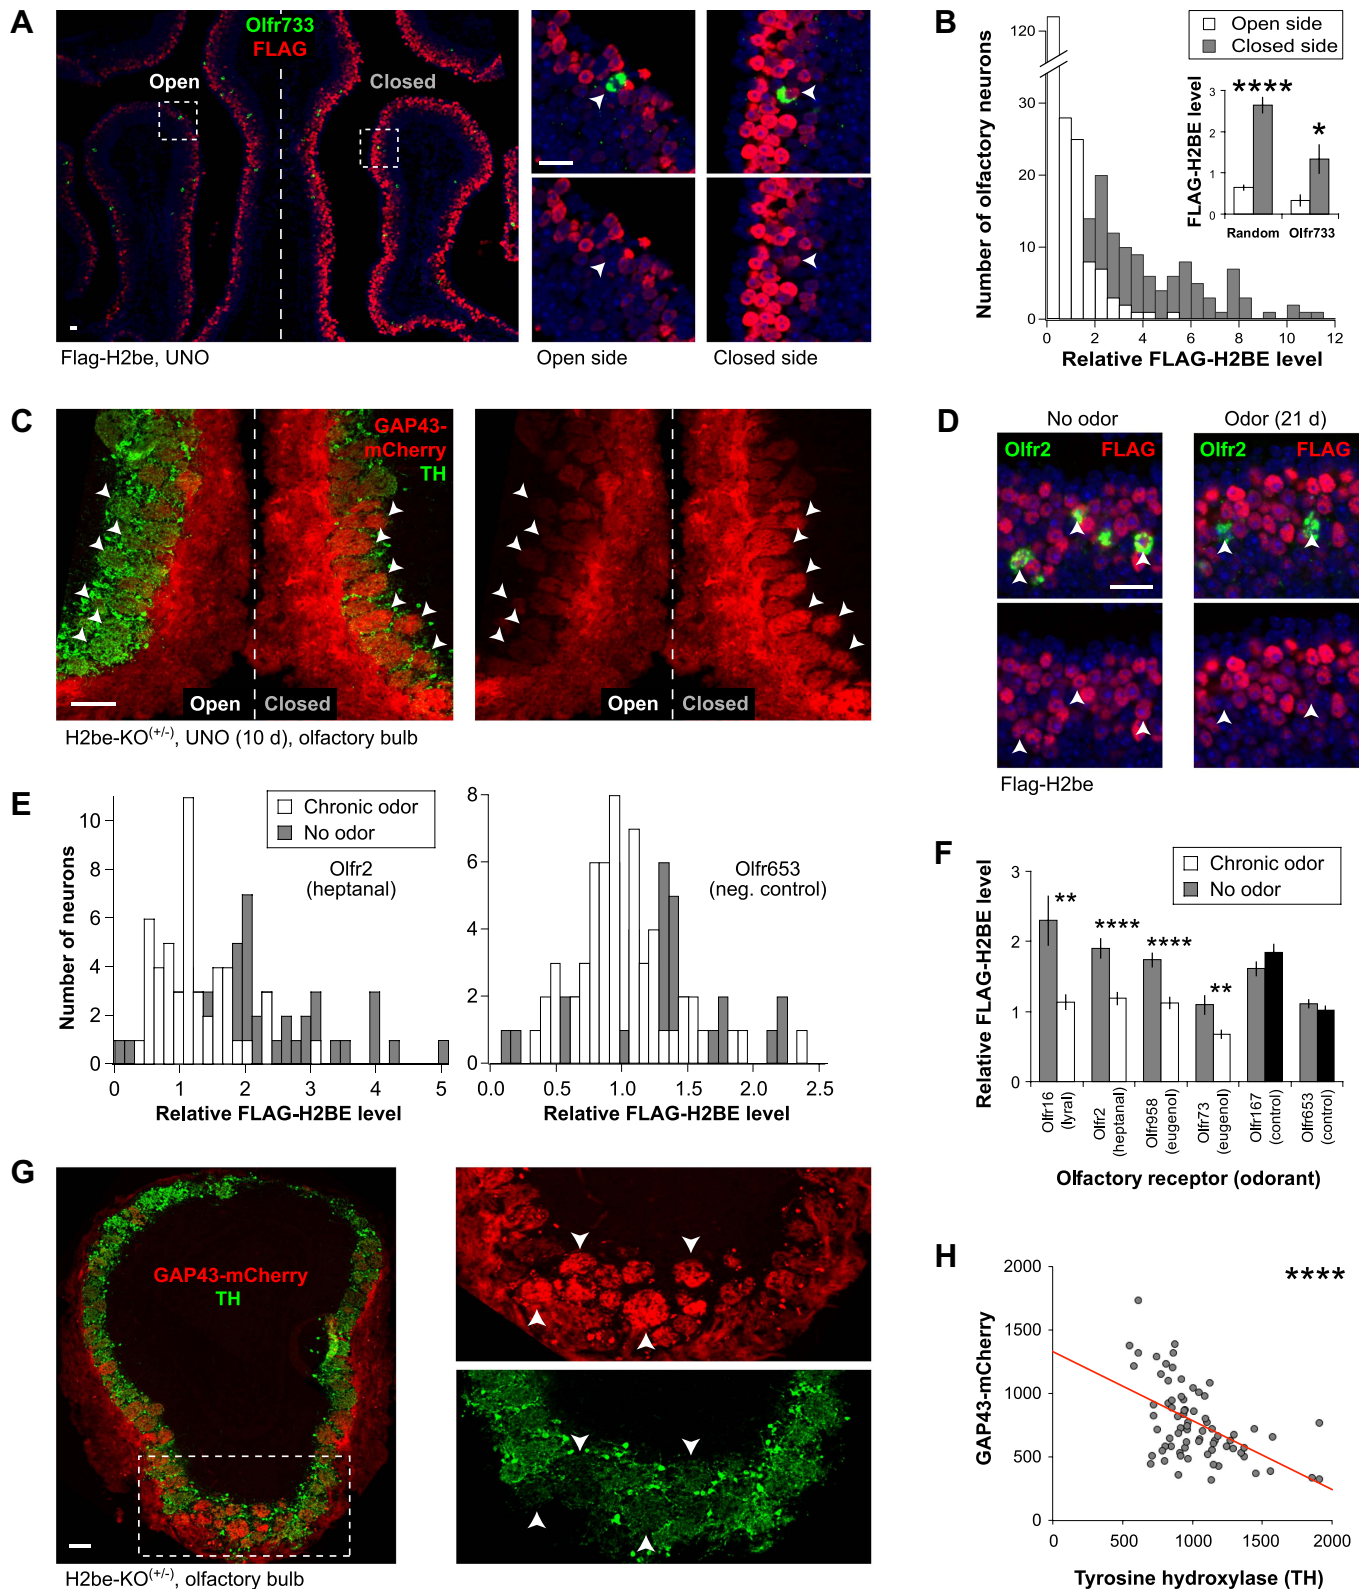 A
Olfr733
FLAG
Open
Closed
Flag-H2be, UNO
Open side
Closed side
B
Open side
Closed side
Number of olfactory neurons
120
30
20
10
0
0 2 4 6 8 10 12
Relative FLAG-H2BE level
FLAG-H2BE level
3
2
1
0
****
*
Random
Olfr733
C
GAP43-
mCherry
TH
Open
Closed
Open
Closed
H2be-KO(+/-), UNO (10 d), olfactory bulb
D
No odor
Odor (21 d)
Olfr2
FLAG
Olfr2
FLAG
Flag-H2be
E
Number of neurons
10
8
6
4
2
0
0 1 2 3 4 5
Relative FLAG-H2BE level
Chronic odor
No odor
Olfr2
(heptanal)
8
6
4
2
0
0.0 0.5 1.0 1.5 2.0 2.5
Relative FLAG-H2BE level
Olfr653
(neg. control)
F
Relative FLAG-H2BE level
3
2
1
0
Chronic odor
No odor
**
****
****
**
Olfr16
(lyral)
Olfr2
(heptanal)
Olfr958
(eugenol)
Olfr73
(eugenol)
Olfr167
(control)
Olfr653
(control)
Olfactory receptor (odorant)
G
GAP43-mCherry
TH
H2be-KO(+/-), olfactory bulb
H
GAP43-mCherry
2000
1500
1000
500
0
****
0 500 1000 1500 2000
Tyrosine hydroxylase (TH)